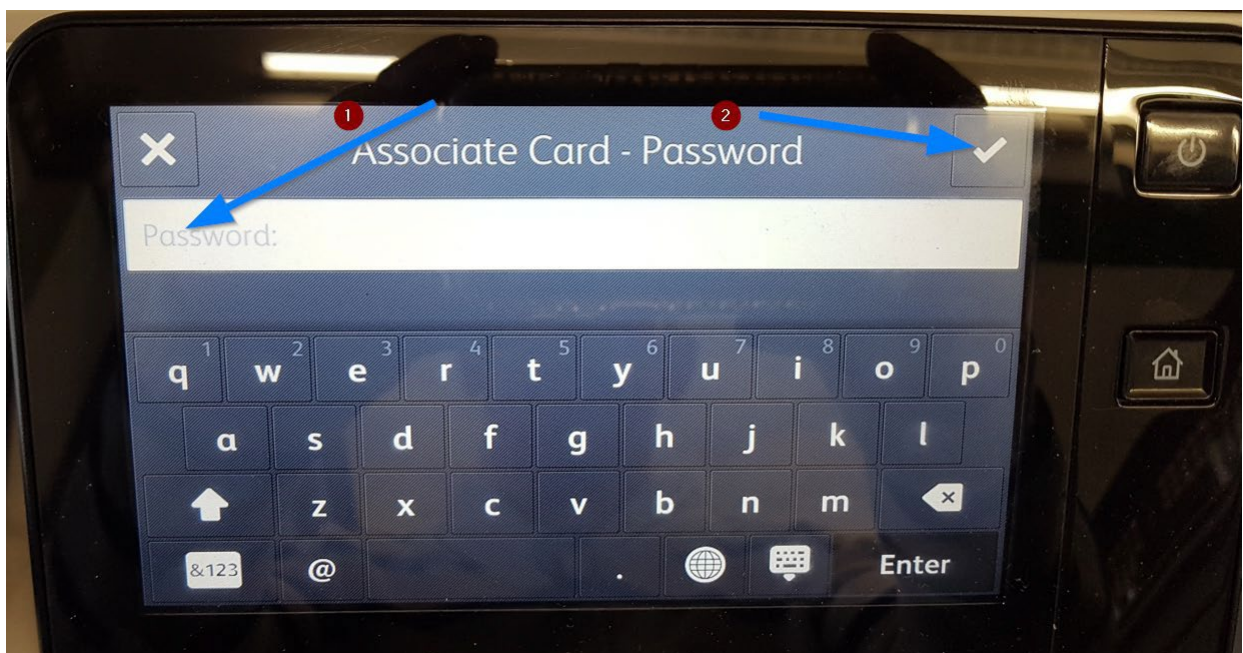 1 2
Associate Card - Password
Password:
q 1 w 2 e 3 r 4 t 5 y 6 u 7 i 8 o 9 p 0
a s d f g h j k l
z x c v b n m
&123 @ . Enter